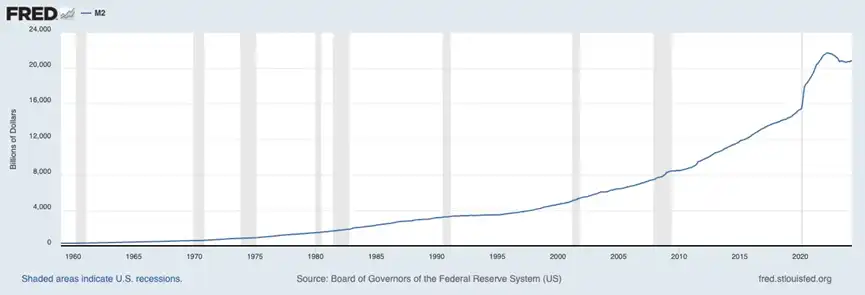 FRED — M2
24,000
20,000
16,000
12,000
8,000
4,000
0
Billions of Dollars
1960 1965 1970 1975 1980 1985 1990 1995 2000 2005 2010 2015 2020
Shaded areas indicate U.S. recessions. Source: Board of Governors of the Federal Reserve System (US) fred.stlouisfed.org